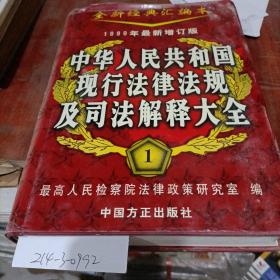 全新经典汇编本
1999年最新增订版
中华人民共和国
现行法律法规
及司法解释大全
1
最高人民检察院法律政策研究室 编
中国方正出版社
214-3-0992